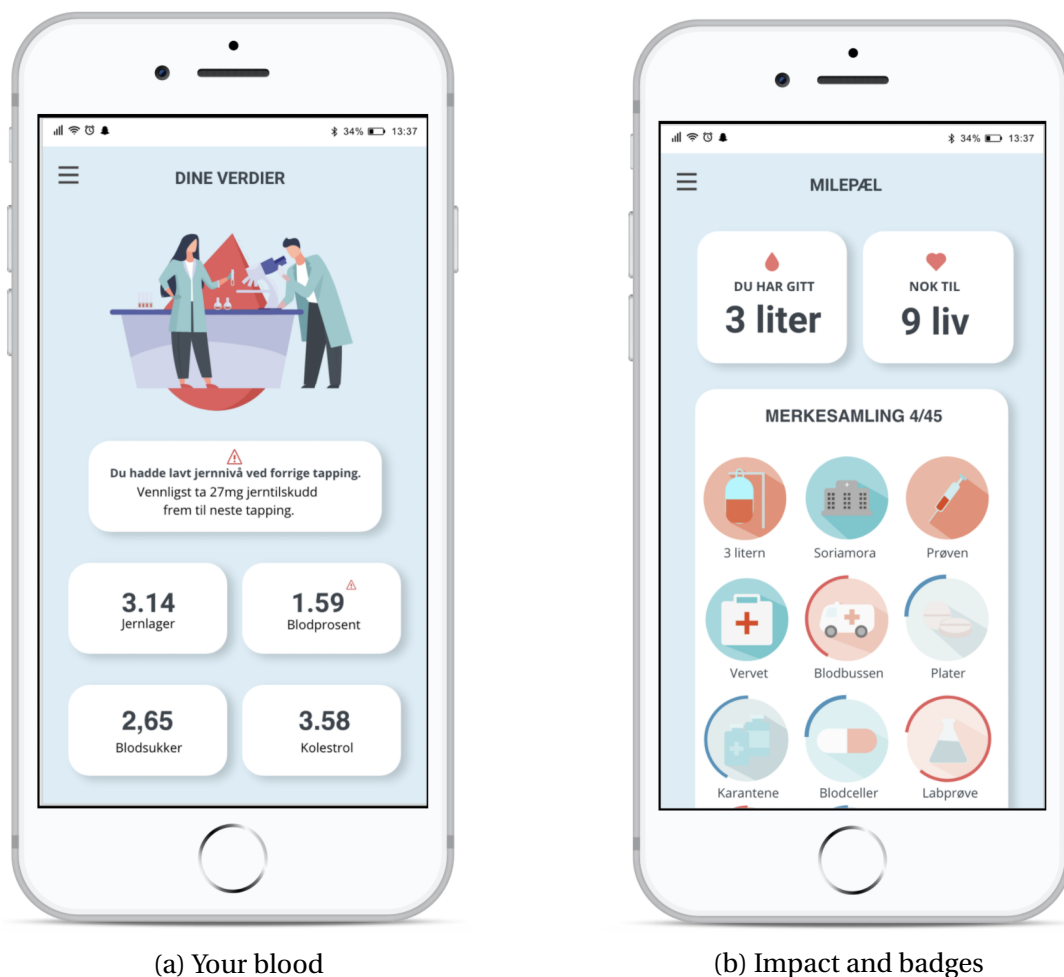 34% 13:37
DINE VERDIER
Du hadde lavt jernnivå ved forrige tapping.
Vennligst ta 27mg jerntilskudd
frem til neste tapping.
3.14
Jernlager
1.59
Blodprosent
2,65
Blodsukker
3.58
Kolestrol
(a) Your blood
34% 13:37
MILEPÆL
DU HAR GITT
3 liter
NOK TIL
9 liv
MERKESAMLING 4/45
3 litern
Soriamora
Prøven
Vervet
Blodbussen
Plater
Karantene
Blodceller
Labprøve
(b) Impact and badges